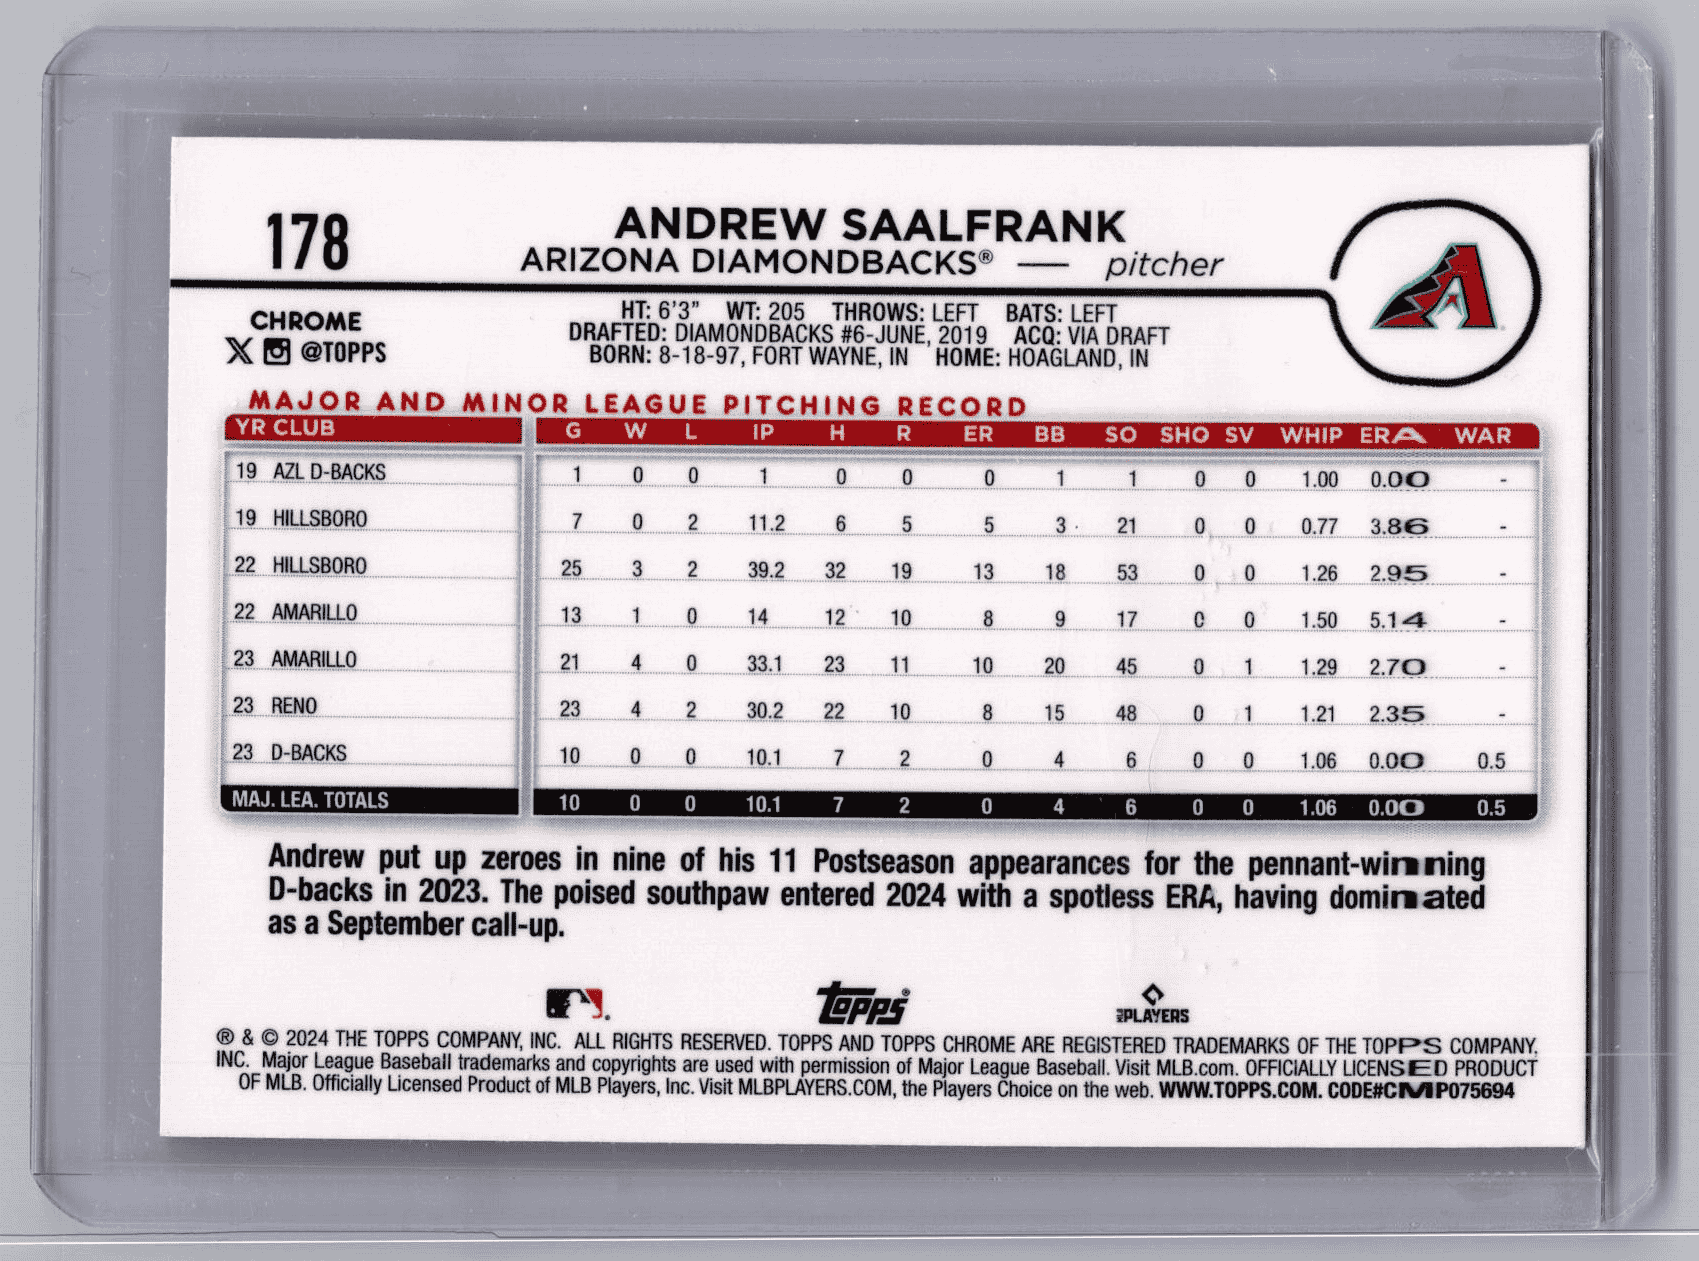 178
ANDREW SAALFRANK
ARIZONA DIAMONDBACKS® — pitcher
CHROME
X @TOPPS
HT: 6'3" WT: 205 THROWS: LEFT BATS: LEFT
DRAFTED: DIAMONDBACKS #6-JUNE, 2019 ACQ: VIA DRAFT
BORN: 8-18-97, FORT WAYNE, IN HOME: HOAGLAND, IN
MAJOR AND MINOR LEAGUE PITCHING RECORD
YR CLUB G W L IP H R ER BB SO SHO SV WHIP ERA WAR
19 AZL D-BACKS 1 0 0 1 0 0 0 1 1 0 0 1.00 0.00 -
19 HILLSBORO 7 0 2 11.2 6 5 5 3 21 0 0 0.77 3.86 -
22 HILLSBORO 25 3 2 39.2 32 19 13 18 53 0 0 1.26 2.95 -
22 AMARILLO 13 1 0 14 12 10 8 9 17 0 0 1.50 5.14 -
23 AMARILLO 21 4 0 33.1 23 11 10 20 45 0 1 1.29 2.70 -
23 RENO 23 4 2 30.2 22 10 8 15 48 0 1 1.21 2.35 -
23 D-BACKS 10 0 0 10.1 7 2 0 4 6 0 0 1.06 0.00 0.5
MAJ. LEA. TOTALS 10 0 0 10.1 7 2 0 4 6 0 0 1.06 0.00 0.5
Andrew put up zeroes in nine of his 11 Postseason appearances for the pennant-winning
D-backs in 2023. The poised southpaw entered 2024 with a spotless ERA, having dominated
as a September call-up.
topps® PLAYERS
® & © 2024 THE TOPPS COMPANY, INC. ALL RIGHTS RESERVED. TOPPS AND TOPPS CHROME ARE REGISTERED TRADEMARKS OF THE TOPPS COMPANY,
INC. Major League Baseball trademarks and copyrights are used with permission of Major League Baseball. Visit MLB.com. OFFICIALLY LICENSED PRODUCT
OF MLB. Officially Licensed Product of MLB Players, Inc. Visit MLBPLAYERS.COM, the Players Choice on the web. WWW.TOPPS.COM. CODE#CMP075694